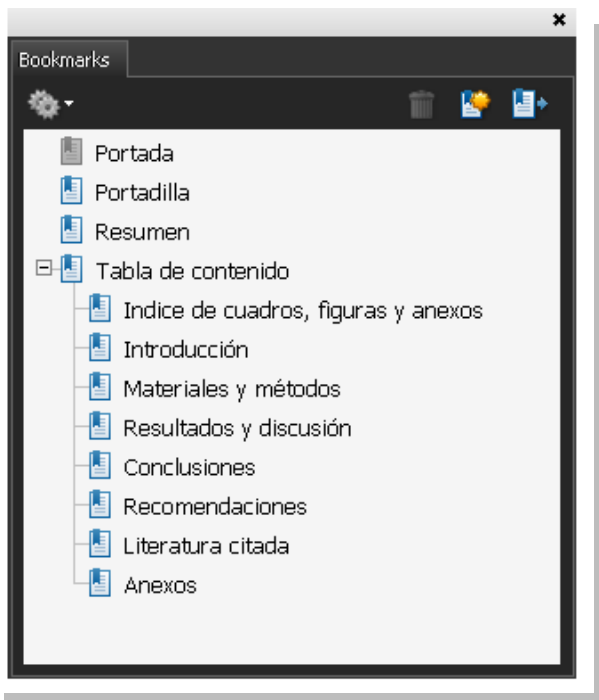 Bookmarks
Portada
Portadilla
Resumen
Tabla de contenido
Indice de cuadros, figuras y anexos
Introducción
Materiales y métodos
Resultados y discusión
Conclusiones
Recomendaciones
Literatura citada
Anexos